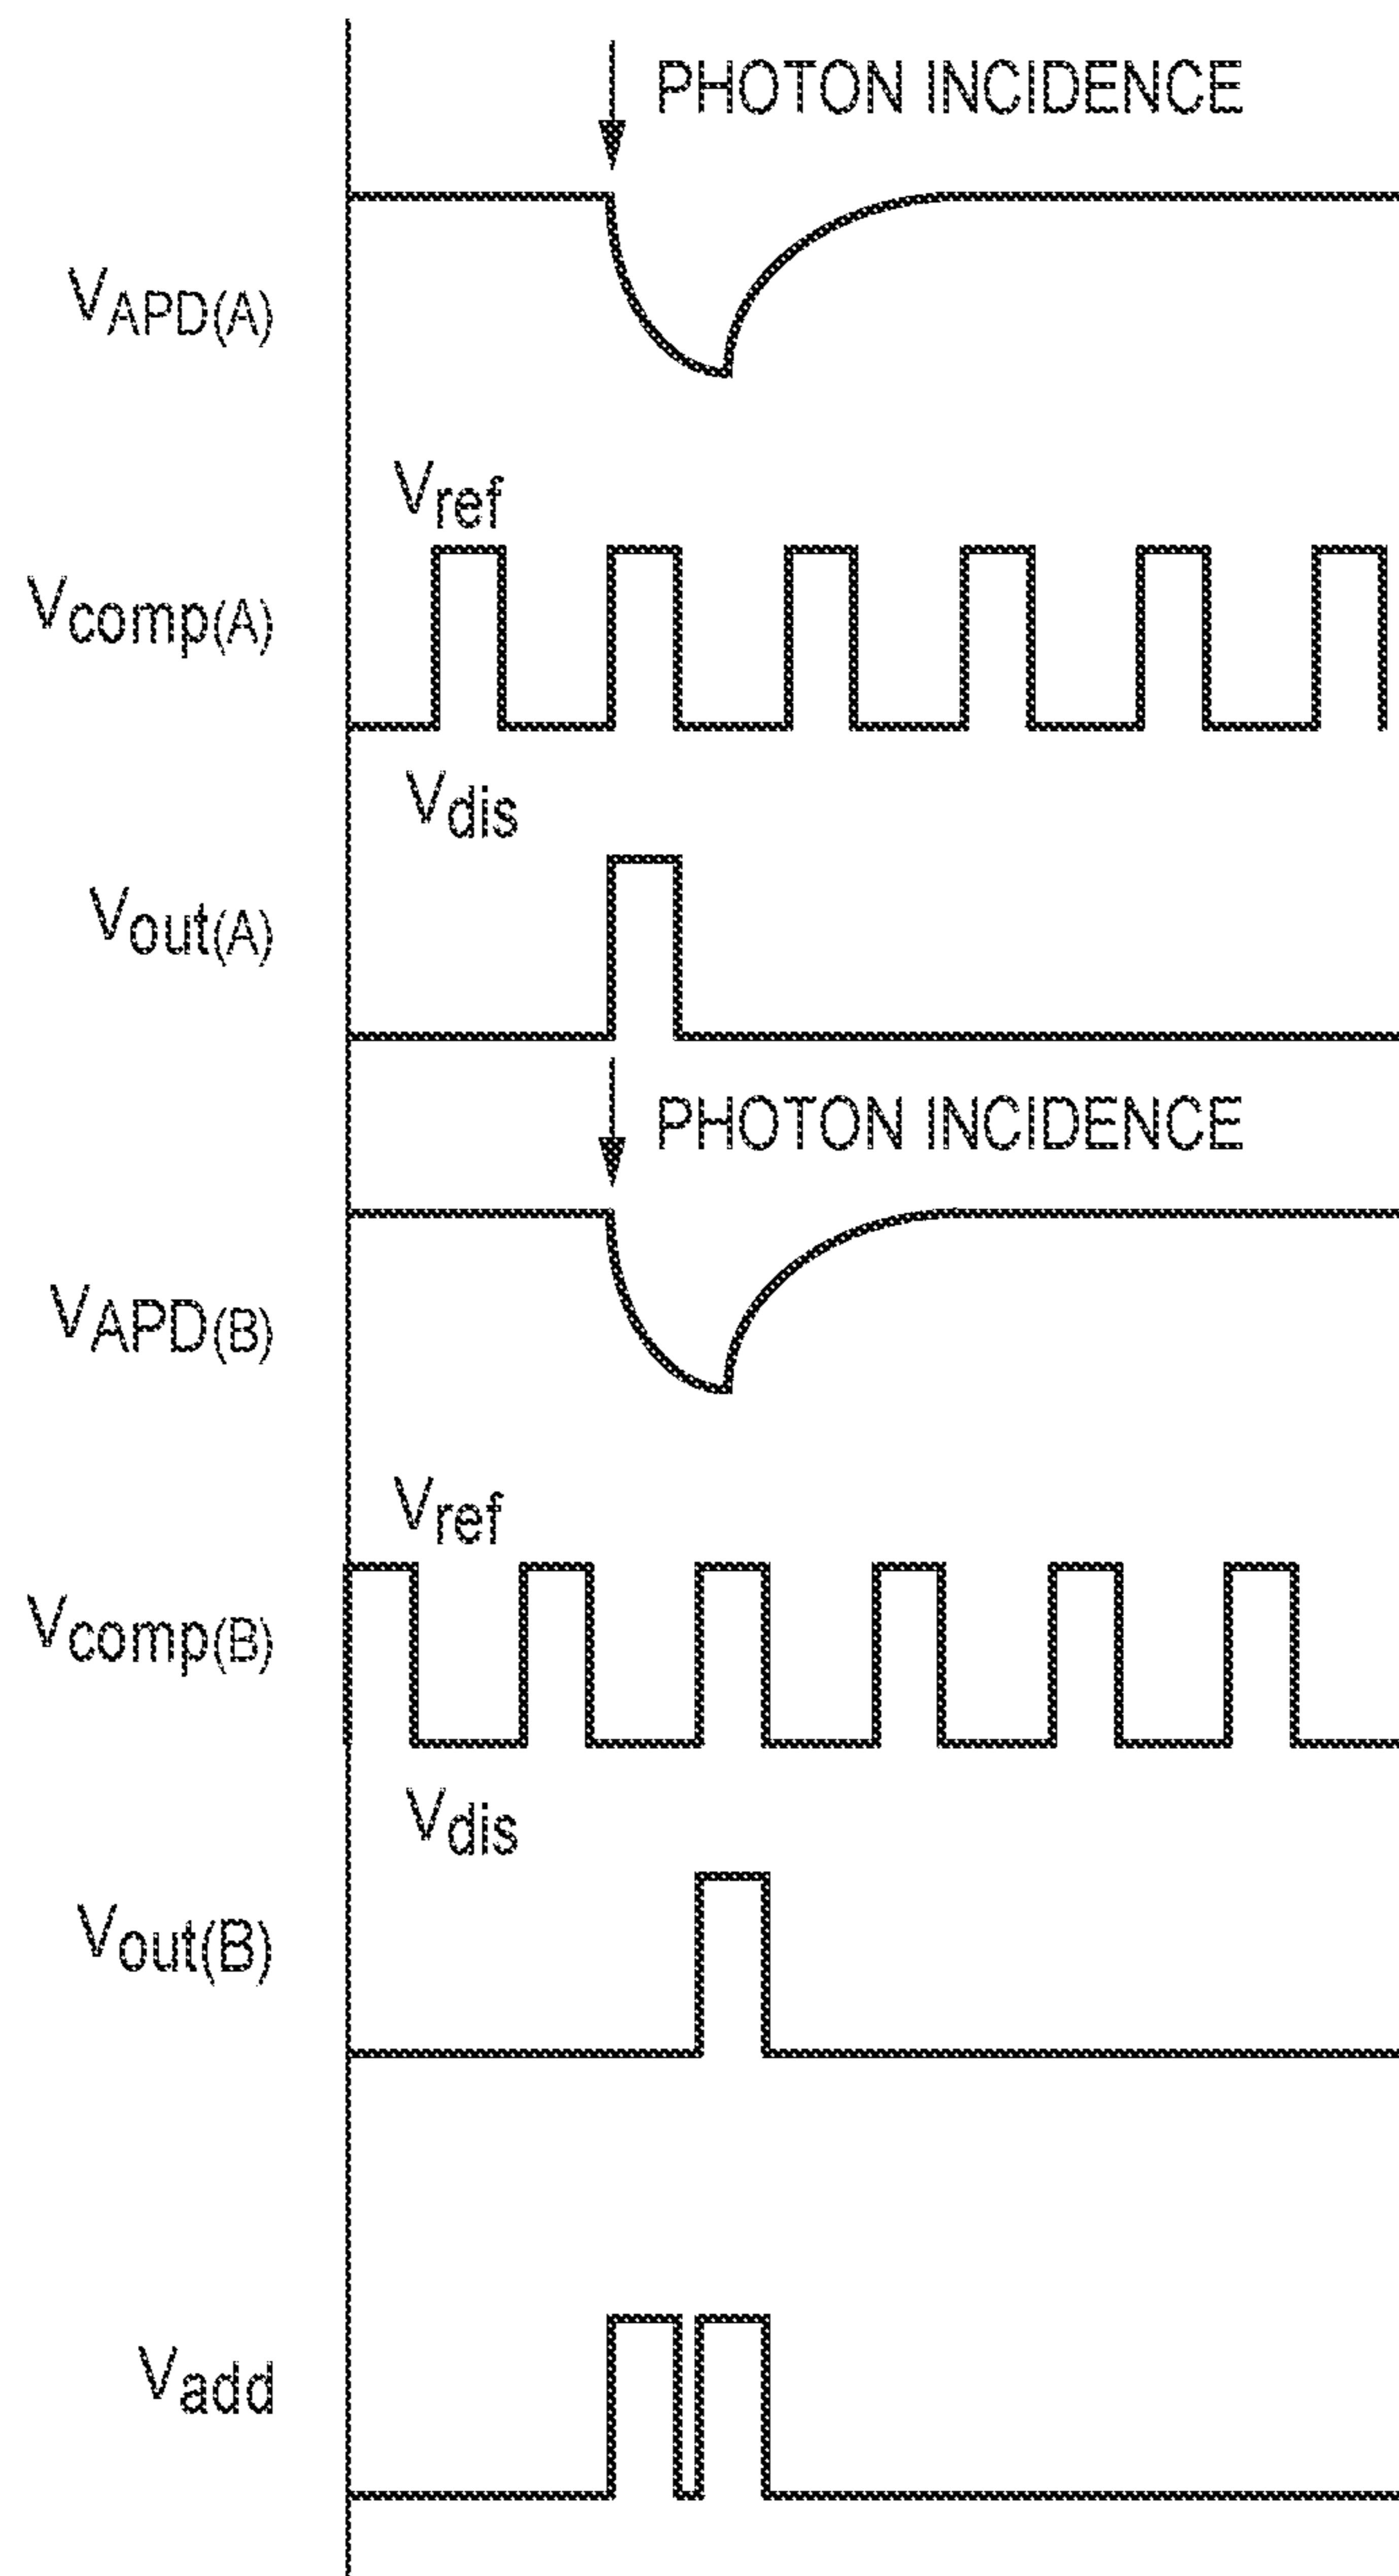 PHOTON INCIDENCE
VAPD(A)
Vref
Vcomp(A)
Vdis
Vout(A)
PHOTON INCIDENCE
VAPD(B)
Vref
Vcomp(B)
Vdis
Vout(B)
Vadd